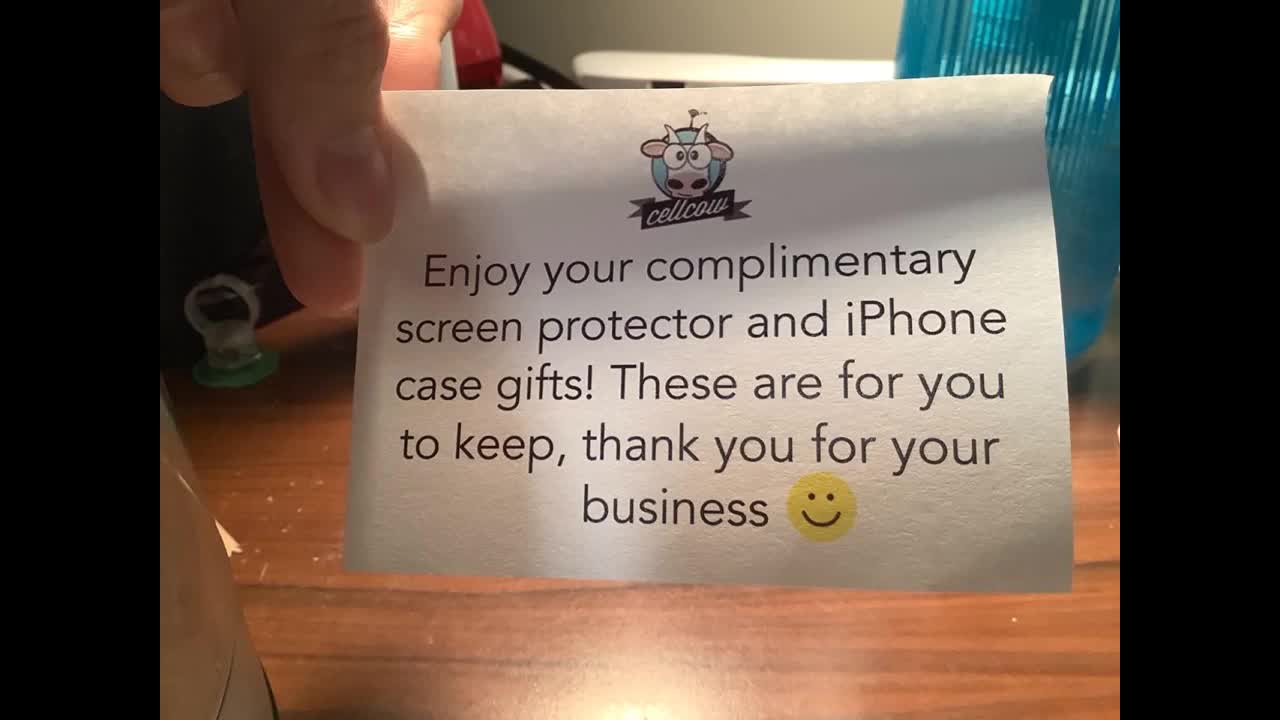 cellcow
Enjoy your complimentary
screen protector and iPhone
case gifts! These are for you
to keep, thank you for your
business